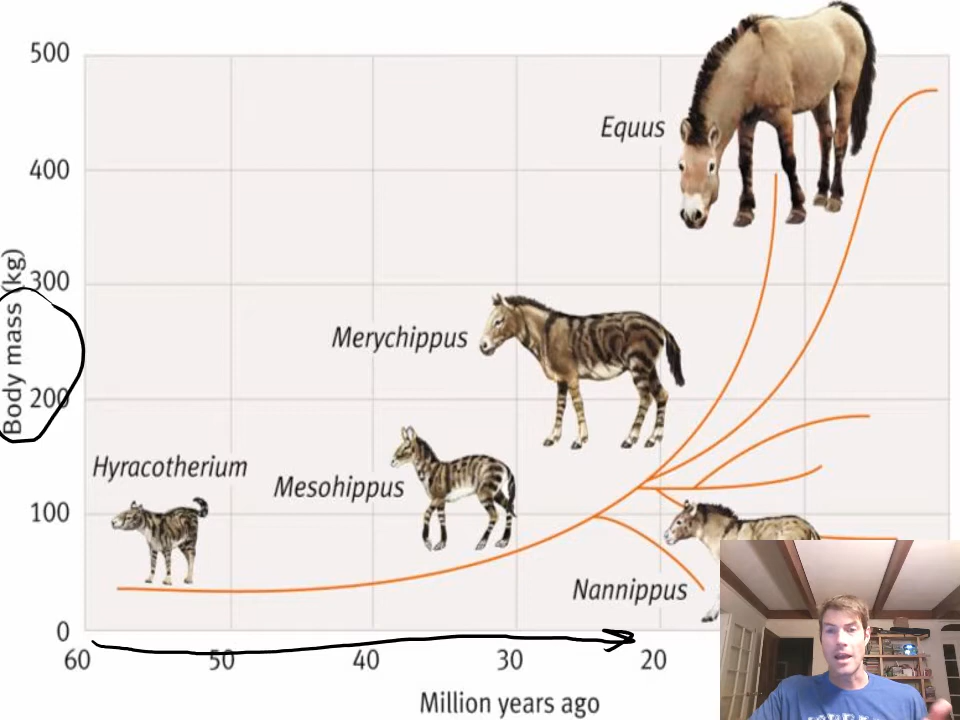 500
Equus
400
Body mass (kg)
300
Merychippus
200
Hyracotherium
Mesohippus
100
Nannippus
0
60 50 40 30 20
Million years ago